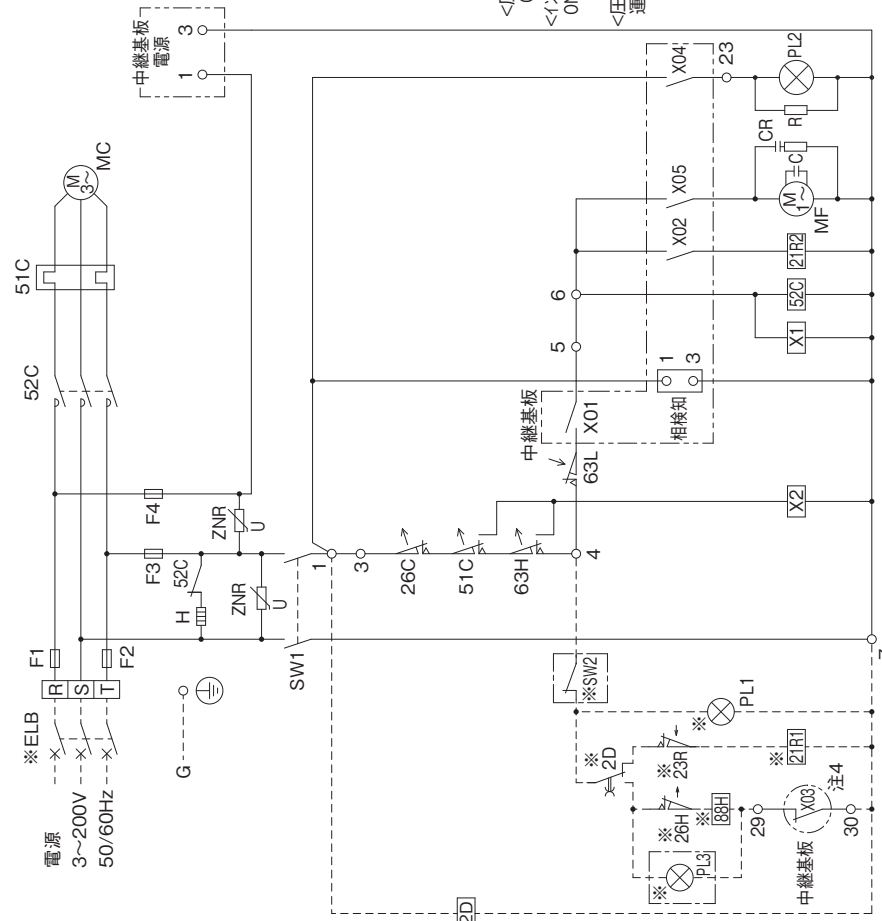 ※ELB
電源
3～200V
50/60Hz
R
S
T
F1
F2
G
52C
51C
M
3～
MC
F3
F4
52C
H
ZNR
U
ZNR
U
SW1
中継基板
電源
1
3
1
3
26C
51C
63H
4
63L
中継基板
X01
5
6
相検知
1
3
X02
X05
X04
23
X2
X1
52C
21R2
M
1～
MF
C
CR
R
PL2
※SW2
※
PL1
※
2D
※
23R
※
21R1
※
26H
※
88H
※
PL3
29
X03
注4
30
中継基板
2D